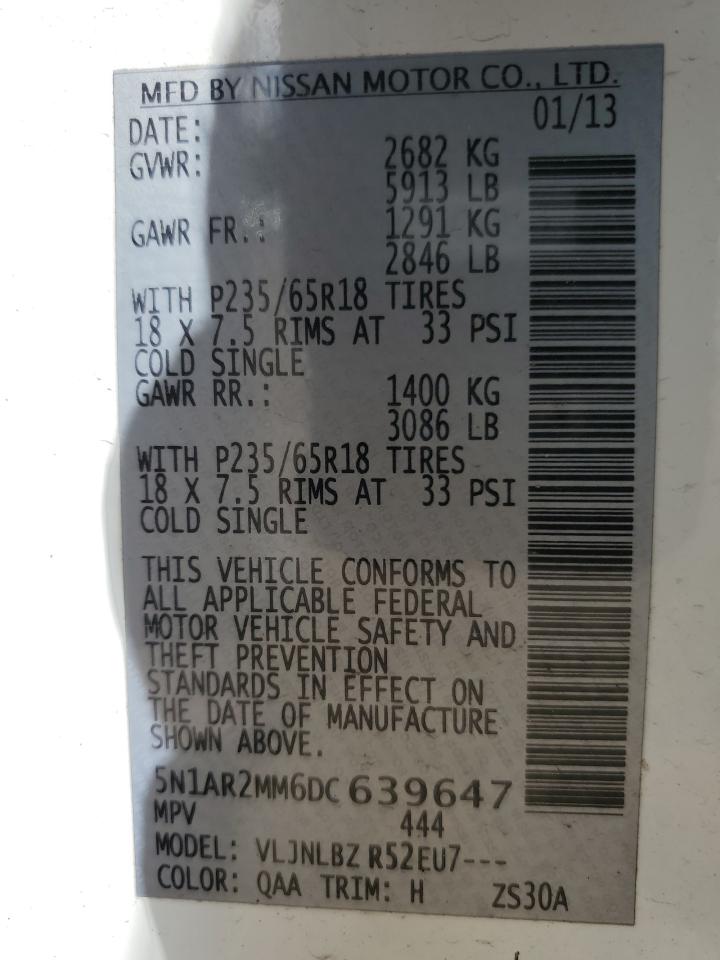 MFD BY NISSAN MOTOR CO., LTD.
DATE: 01/13
GVWR: 2682 KG
5913 LB
GAWR FR.: 1291 KG
2846 LB
WITH P235/65R18 TIRES
18 X 7.5 RIMS AT 33 PSI
COLD SINGLE
GAWR RR.: 1400 KG
3086 LB
WITH P235/65R18 TIRES
18 X 7.5 RIMS AT 33 PSI
COLD SINGLE
THIS VEHICLE CONFORMS TO
ALL APPLICABLE FEDERAL
MOTOR VEHICLE SAFETY AND
THEFT PREVENTION
STANDARDS IN EFFECT ON
THE DATE OF MANUFACTURE
SHOWN ABOVE.
5N1AR2MM6DC639647
MPV 444
MODEL: VLJNLBZ R52EU7---
COLOR: QAA TRIM: H ZS30A